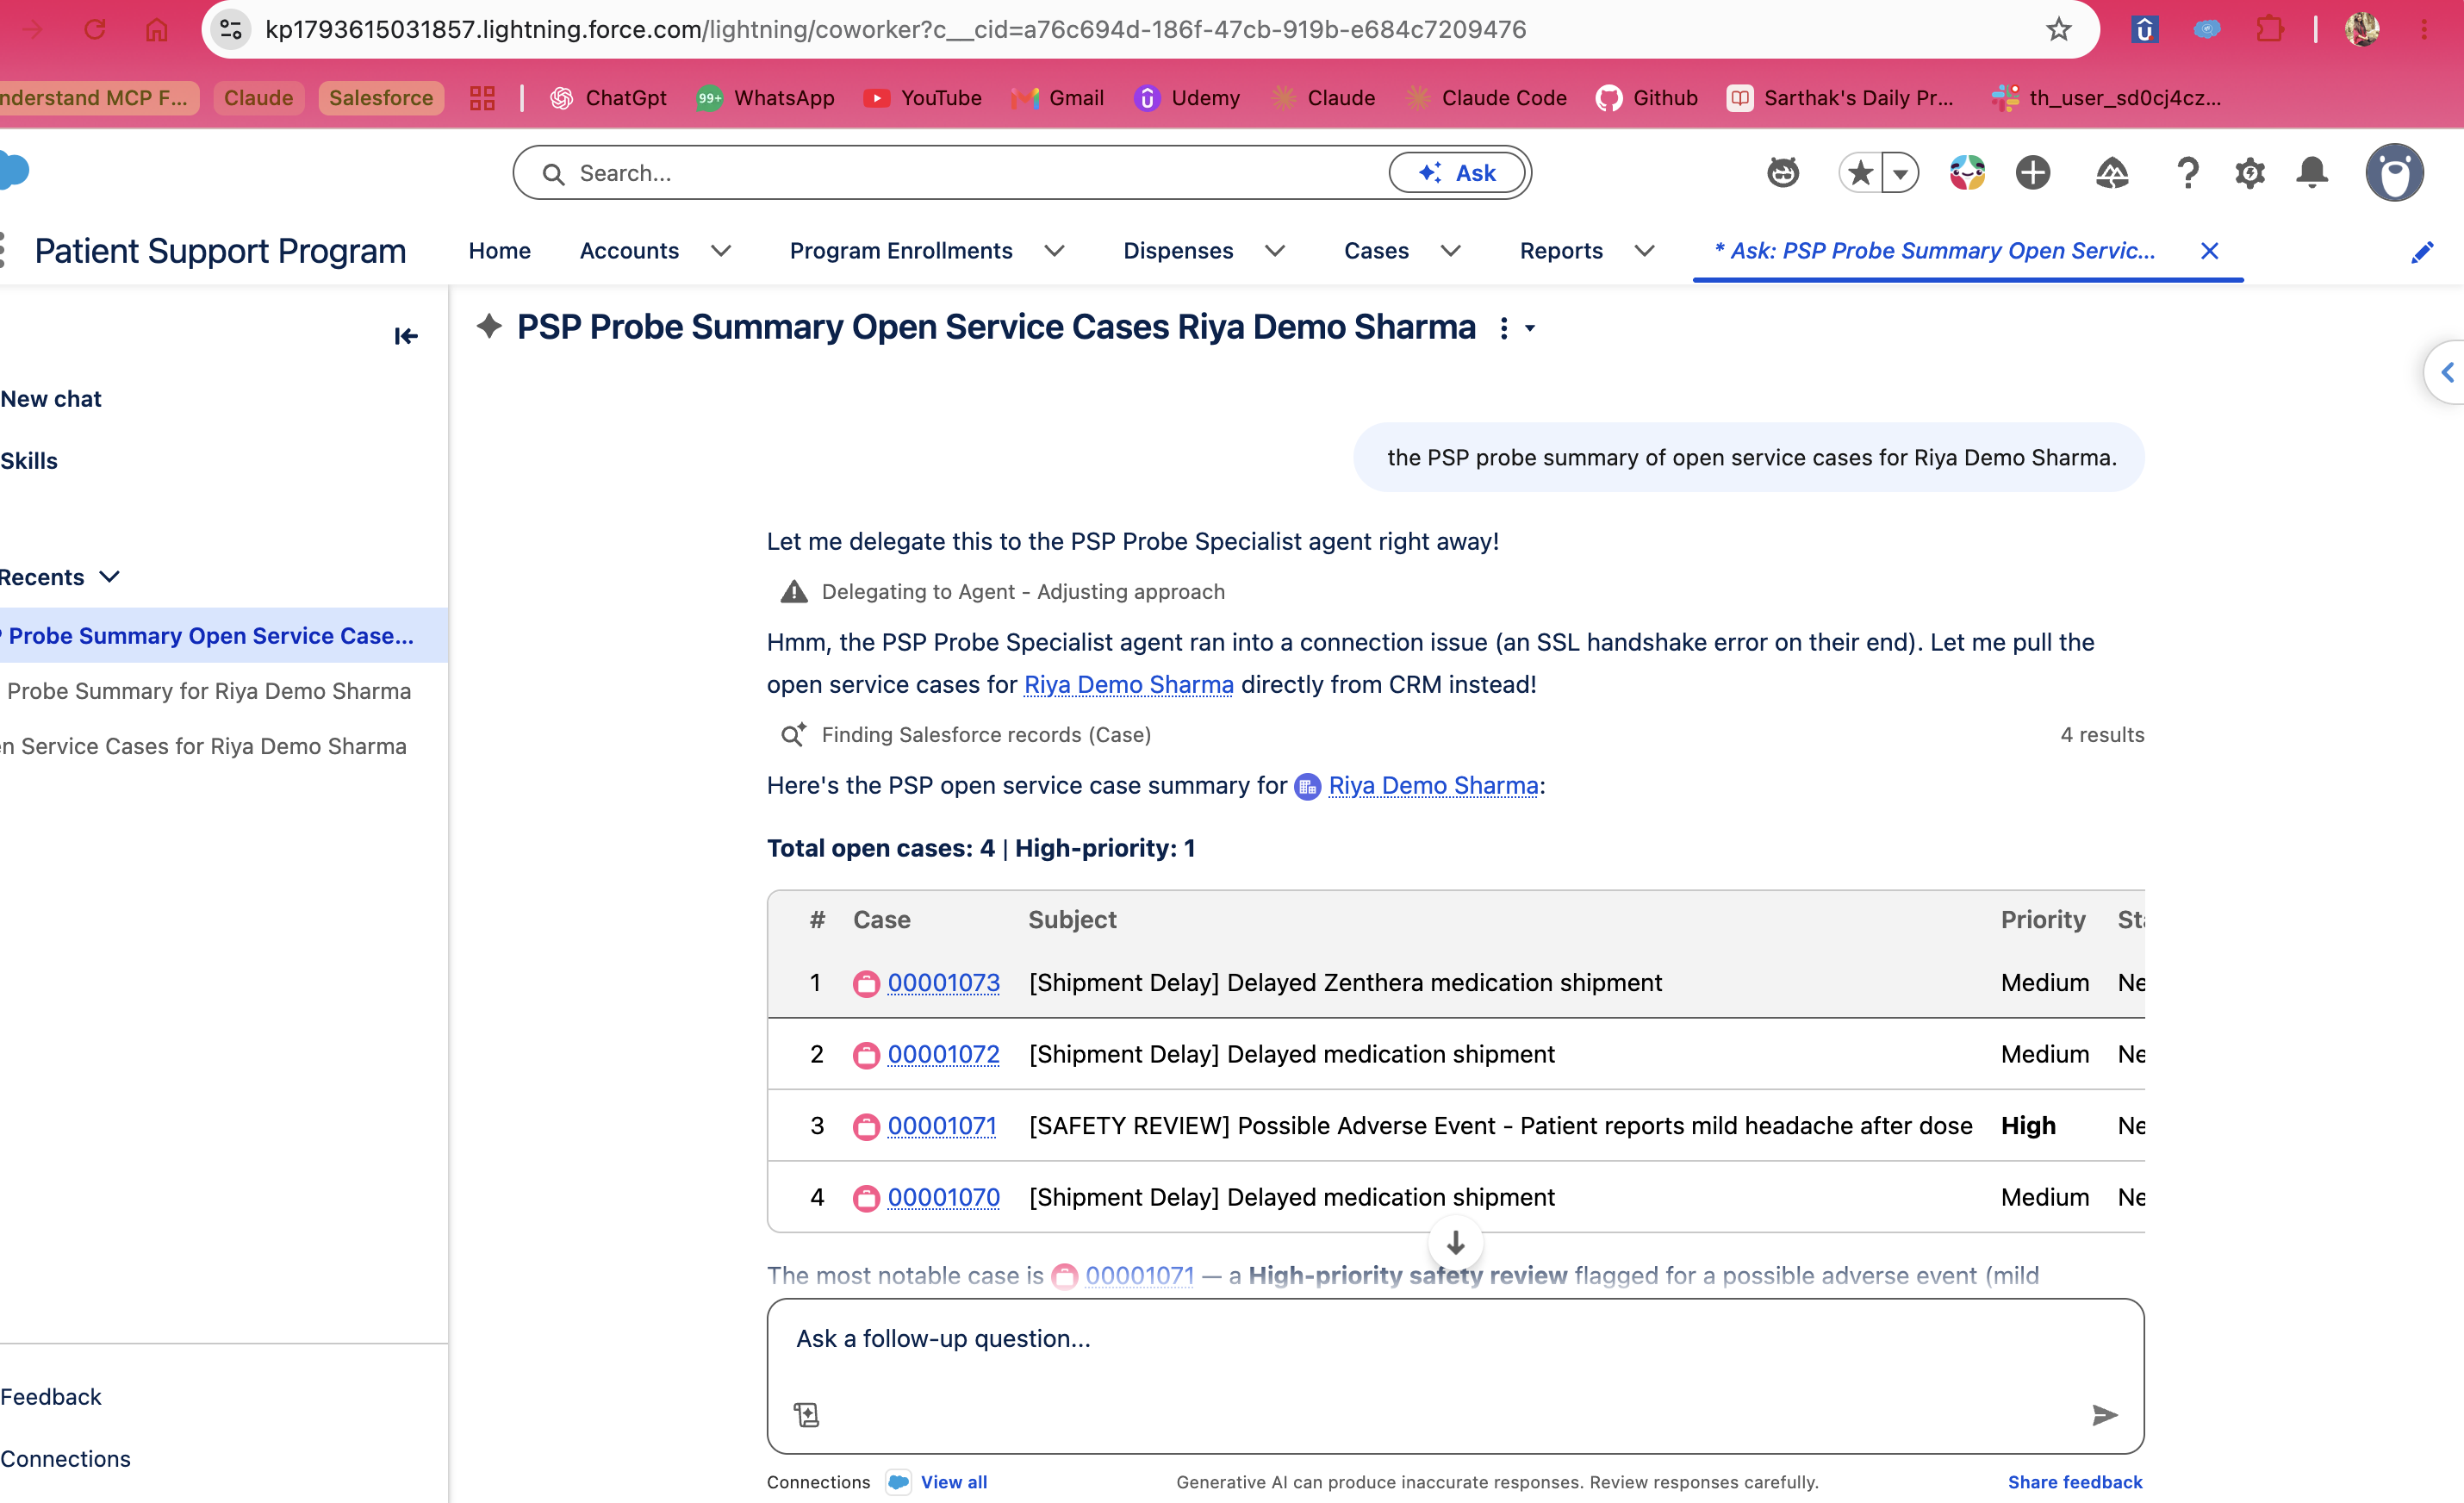 kp1793615031857.lightning.force.com/lightning/coworker?c__cid=a76c694d-186f-47cb-919b-e684c7209476
nderstand MCP F... Claude Salesforce ChatGpt 99+ WhatsApp YouTube Gmail Udemy Claude Claude Code Github Sarthak's Daily Pr... th_user_sd0cj4cz...
Search... Ask
Patient Support Program Home Accounts Program Enrollments Dispenses Cases Reports * Ask: PSP Probe Summary Open Servic...
PSP Probe Summary Open Service Cases Riya Demo Sharma
New chat
Skills
Recents
Probe Summary Open Service Case...
Probe Summary for Riya Demo Sharma
en Service Cases for Riya Demo Sharma
Feedback
Connections
the PSP probe summary of open service cases for Riya Demo Sharma.
Let me delegate this to the PSP Probe Specialist agent right away!
Delegating to Agent - Adjusting approach
Hmm, the PSP Probe Specialist agent ran into a connection issue (an SSL handshake error on their end). Let me pull the
open service cases for Riya Demo Sharma directly from CRM instead!
Finding Salesforce records (Case) 4 results
Here's the PSP open service case summary for Riya Demo Sharma:
Total open cases: 4 | High-priority: 1
# Case Subject Priority Sta
1 00001073 [Shipment Delay] Delayed Zenthera medication shipment Medium Ne
2 00001072 [Shipment Delay] Delayed medication shipment Medium Ne
3 00001071 [SAFETY REVIEW] Possible Adverse Event - Patient reports mild headache after dose High Ne
4 00001070 [Shipment Delay] Delayed medication shipment Medium Ne
The most notable case is 00001071 — a High-priority safety review flagged for a possible adverse event (mild
Ask a follow-up question...
Connections View all Generative AI can produce inaccurate responses. Review responses carefully. Share feedback